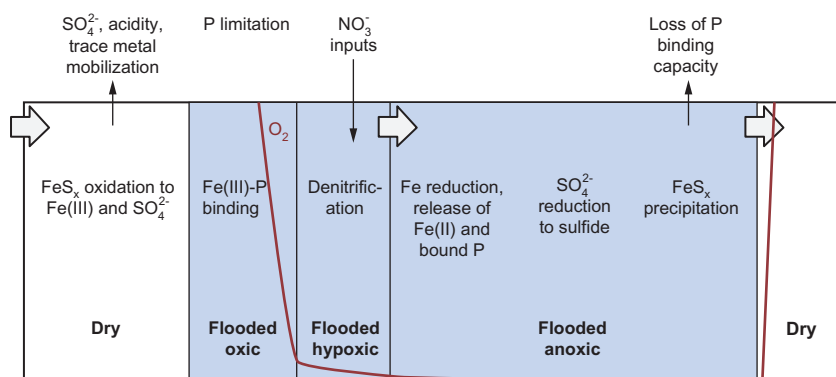 SO₄²⁻, acidity,
trace metal
mobilization
P limitation
NO₃⁻
inputs
Loss of P
binding
capacity
O₂
FeSₓ oxidation to
Fe(III) and SO₄²⁻
Fe(III)-P
binding
Denitrific-
ation
Fe reduction,
release of
Fe(II) and
bound P
SO₄²⁻
reduction
to sulfide
FeSₓ
precipitation
Dry
Flooded
oxic
Flooded
hypoxic
Flooded
anoxic
Dry